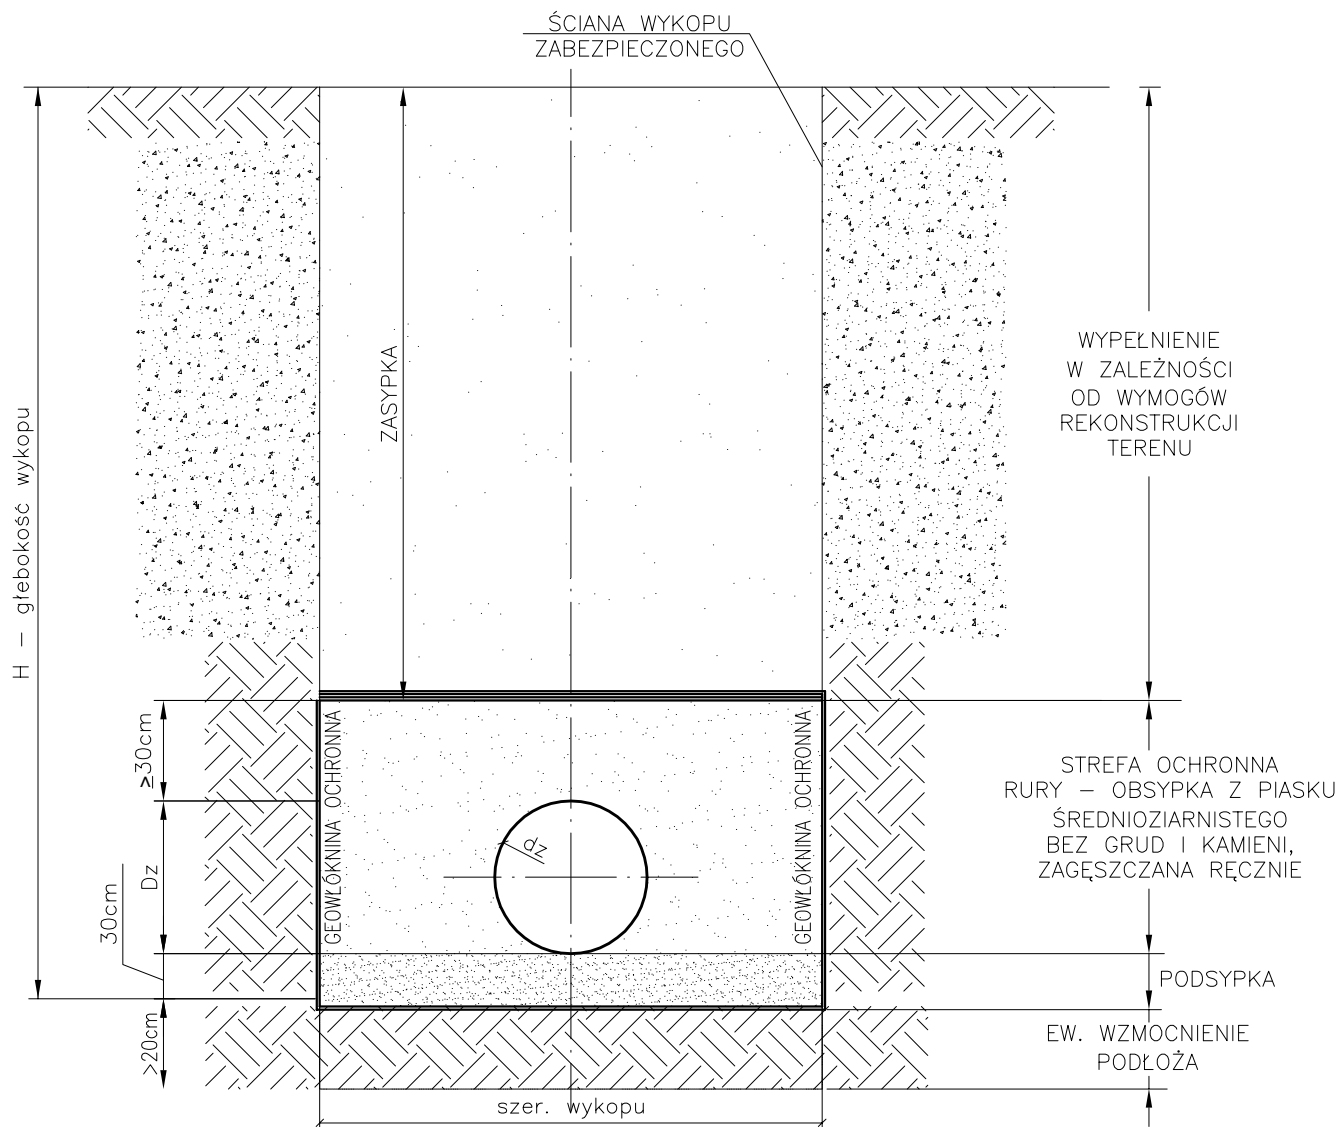 ŚCIANA WYKOPU
ZABEZPIECZONEGO
H – głebokość wykopu
ZASYPKA
WYPEŁNIENIE
W ZALEŻNOŚCI
OD WYMOGÓW
REKONSTRUKCJI
TERENU
≥30cm
Dz
30cm
>20cm
GEOWŁÓKNINA OCHRONNA
dz
GEOWŁÓKNINA OCHRONNA
STREFA OCHRONNA
RURY – OBSYPKA Z PIASKU
ŚREDNIOZIARNISTEGO
BEZ GRUD I KAMIENI,
ZAGĘSZCZANA RĘCZNIE
PODSYPKA
EW. WZMOCNIENIE
PODŁOŻA
szer. wykopu